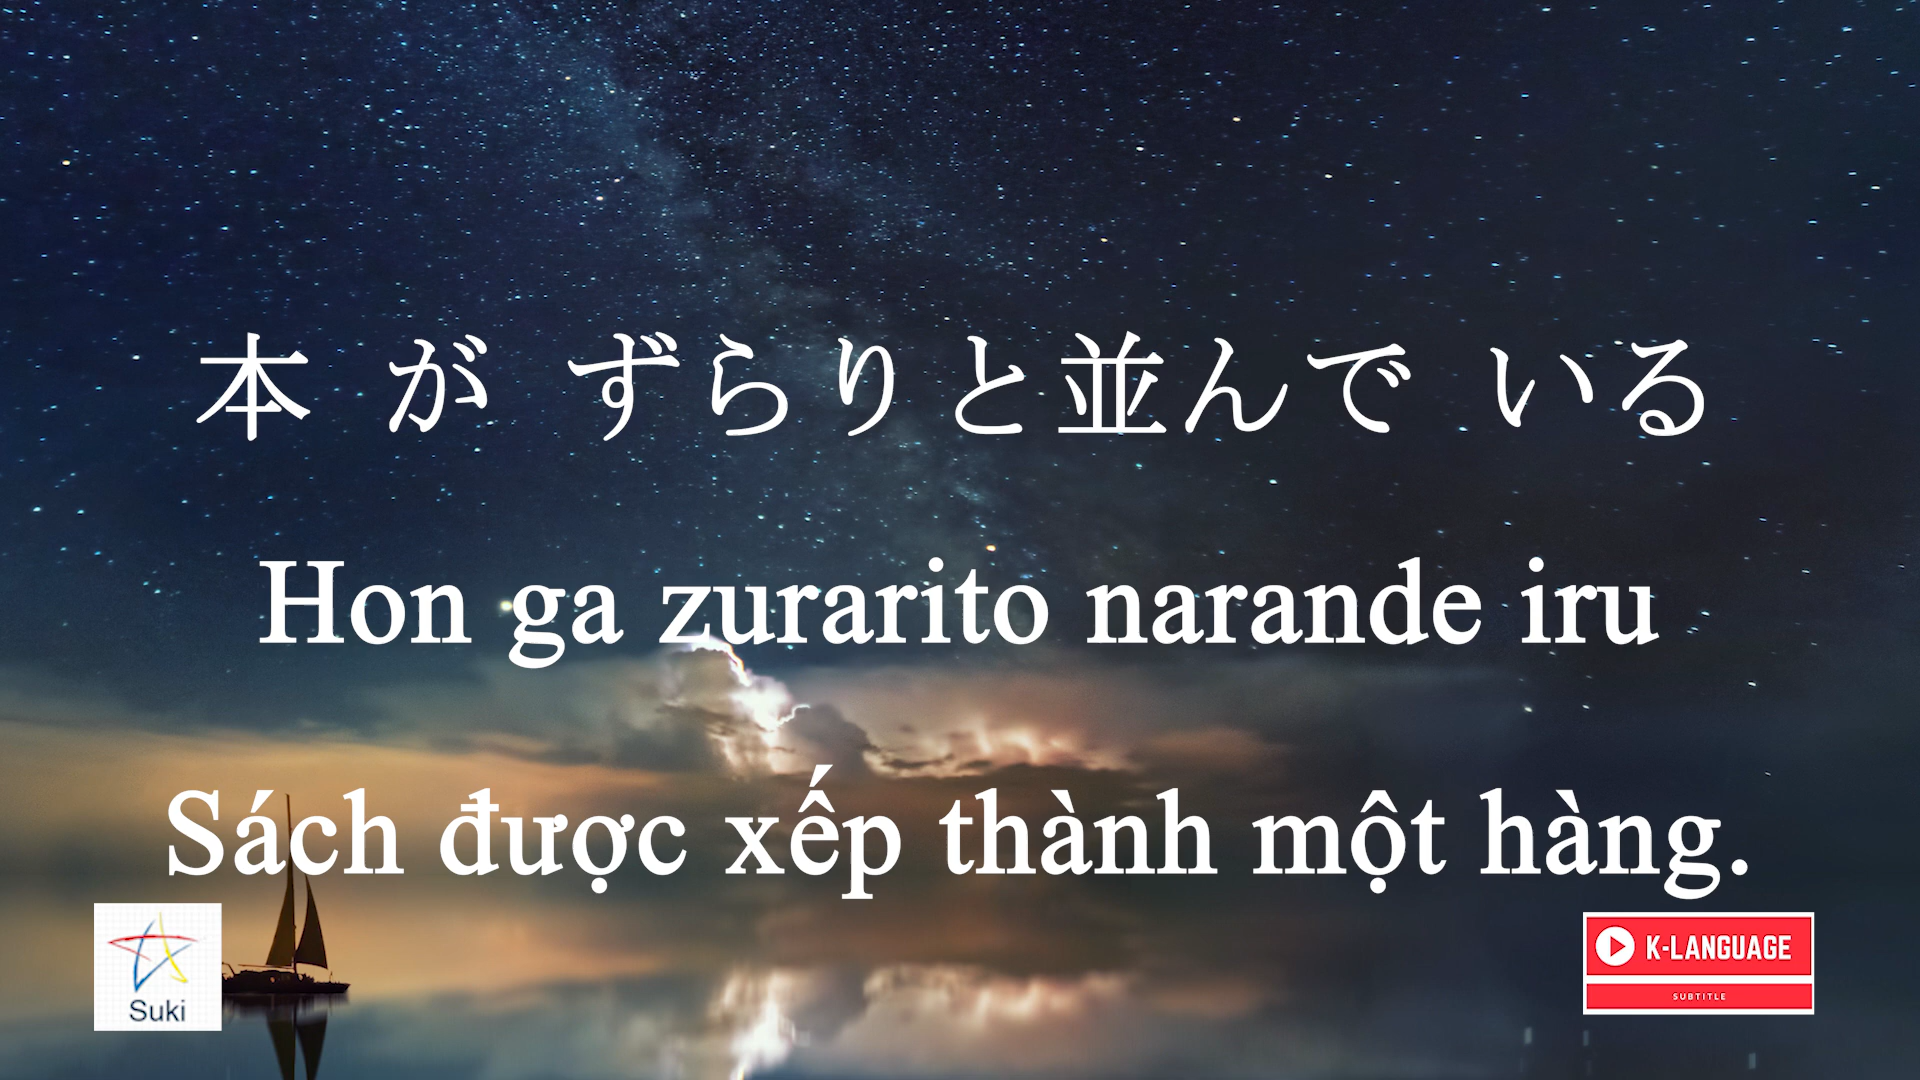 本 が ずらりと並んで いる
Hon ga zurarito narande iru
Sách được xếp thành một hàng.
Suki
K-LANGUAGE
SUBTITLE